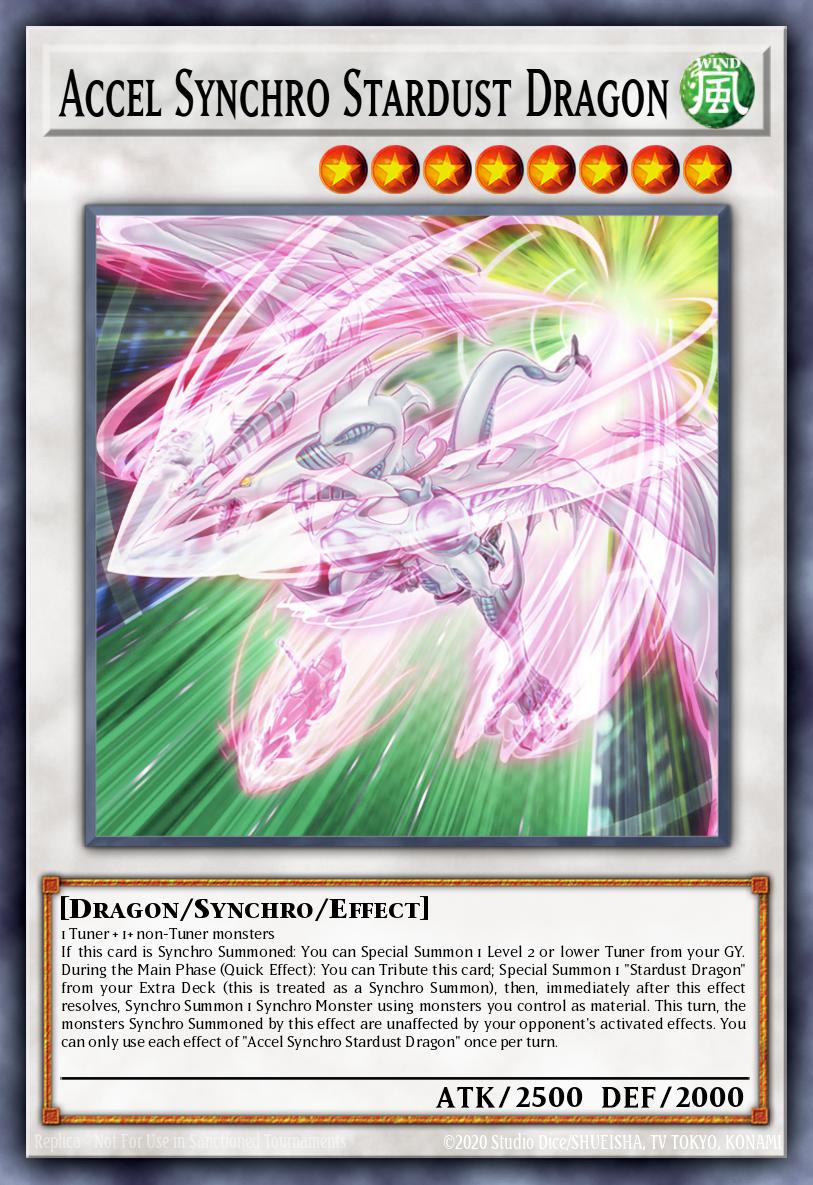 Accel Synchro Stardust Dragon
WIND
風
[Dragon/Synchro/Effect]
1 Tuner + 1+ non-Tuner monsters
If this card is Synchro Summoned: You can Special Summon 1 Level 2 or lower Tuner from your GY.
During the Main Phase (Quick Effect): You can Tribute this card; Special Summon 1 "Stardust Dragon"
from your Extra Deck (this is treated as a Synchro Summon), then, immediately after this effect
resolves, Synchro Summon 1 Synchro Monster using monsters you control as material. This turn, the
monsters Synchro Summoned by this effect are unaffected by your opponent's activated effects. You
can only use each effect of "Accel Synchro Stardust Dragon" once per turn.
ATK/2500 DEF/2000
Replica - Not For Use in Sanctioned Tournaments
©2020 Studio Dice/SHUEISHA, TV TOKYO, KONAMI